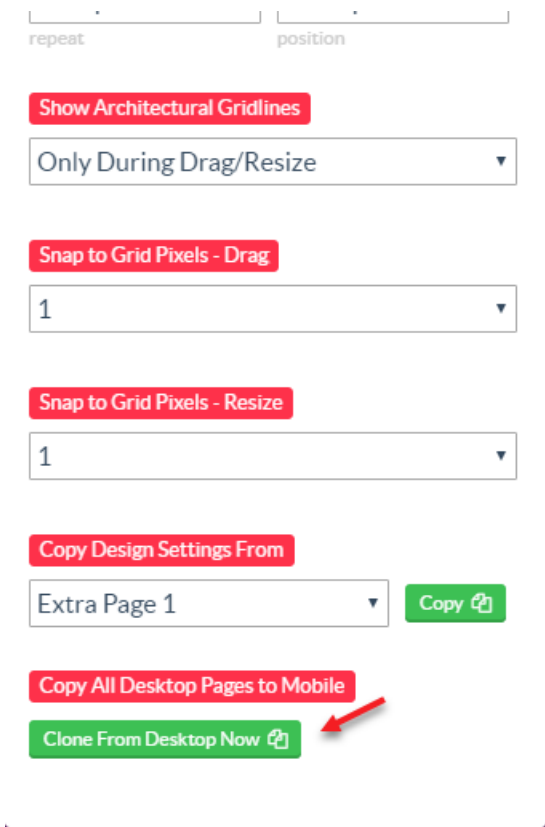 repeat position
Show Architectural Gridlines
Only During Drag/Resize
Snap to Grid Pixels - Drag
1
Snap to Grid Pixels - Resize
1
Copy Design Settings From
Extra Page 1 Copy
Copy All Desktop Pages to Mobile
Clone From Desktop Now